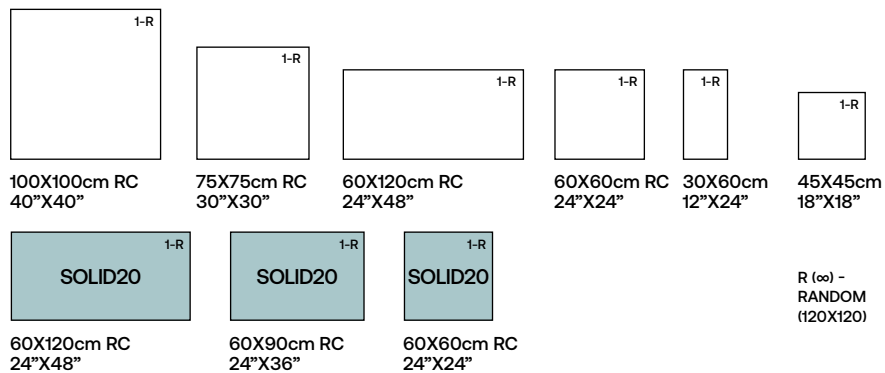 1-R
1-R
1-R
1-R
1-R
1-R
100X100cm RC
40”X40”
75X75cm RC
30”X30”
60X120cm RC
24”X48”
60X60cm RC
24”X24”
30X60cm
12”X24”
45X45cm
18”X18”
1-R
SOLID20
1-R
SOLID20
1-R
SOLID20
60X120cm RC
24”X48”
60X90cm RC
24”X36”
60X60cm RC
24”X24”
R (∞) -
RANDOM
(120X120)